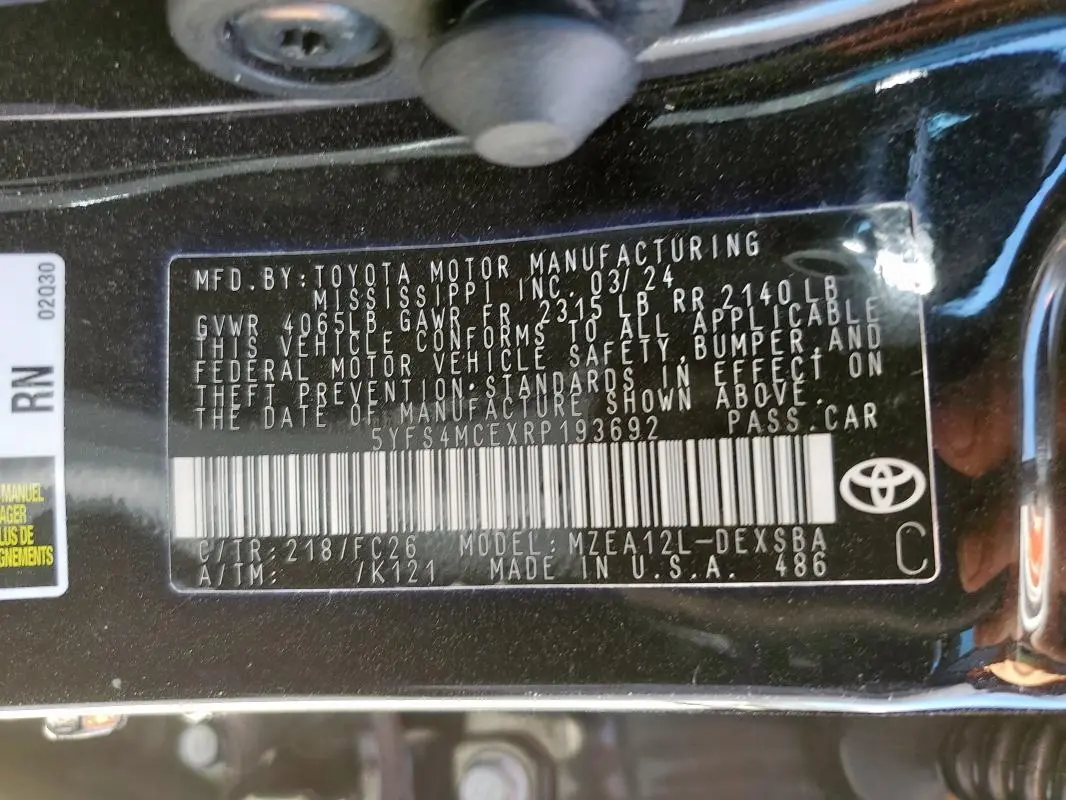 MFD.BY:TOYOTA MOTOR MANUFACTURING
MISSISSIPPI INC. 03/24
GVWR 4065LB GAWR FR 2315 LB RR 2140LB
THIS VEHICLE CONFORMS TO ALL APPLICABLE
FEDERAL MOTOR VEHICLE SAFETY,BUMPER,AND
THEFT PREVENTION STANDARDS IN EFFECT ON
THE DATE OF MANUFACTURE SHOWN ABOVE.
5YFS4MCEXRP193692 PASS.CAR
C/TR:218/FC26 MODEL:MZEA12L-DEXSBA
A/TM: /K121 MADE IN U.S.A. 486
C
02030
RN
MANUEL
AGER
LUS DE
GNEMENTS